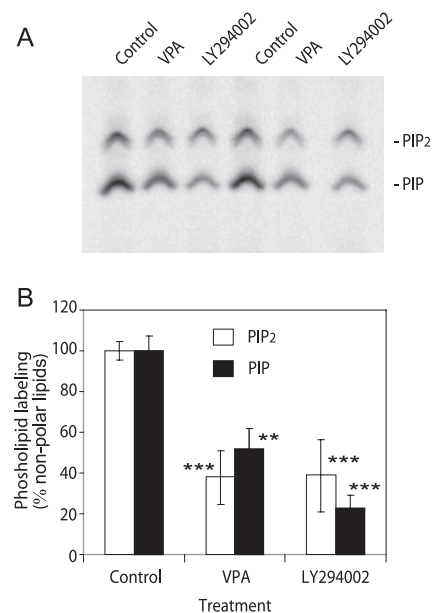 A
Control VPA LY294002 Control VPA LY294002
- PIP2
- PIP
B
Phosholipid labeling
(% non-polar lipids)
120
100
80
60
40
20
0
PIP2
PIP
*** ** *** ***
Control VPA LY294002
Treatment